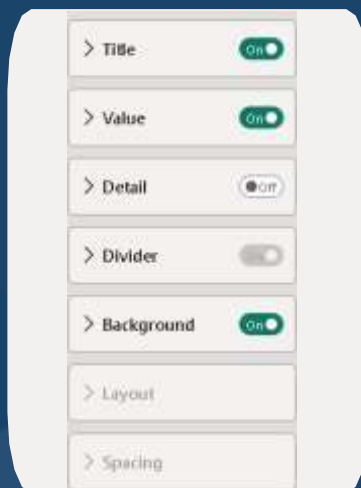 Title On
Value On
Detail Off
Divider
Background On
Layout
Spacing